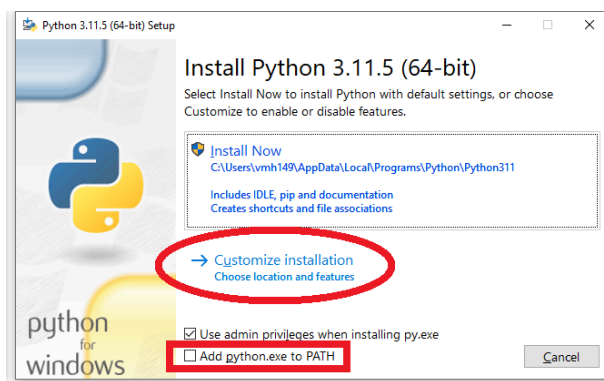 Python 3.11.5 (64-bit) Setup
Install Python 3.11.5 (64-bit)
Select Install Now to install Python with default settings, or choose
Customize to enable or disable features.
Install Now
C:\Users\vmh149\AppData\Local\Programs\Python\Python311
Includes IDLE, pip and documentation
Creates shortcuts and file associations
→ Customize installation
Choose location and features
python
for
windows
Use admin privileges when installing py.exe
Add python.exe to PATH
Cancel